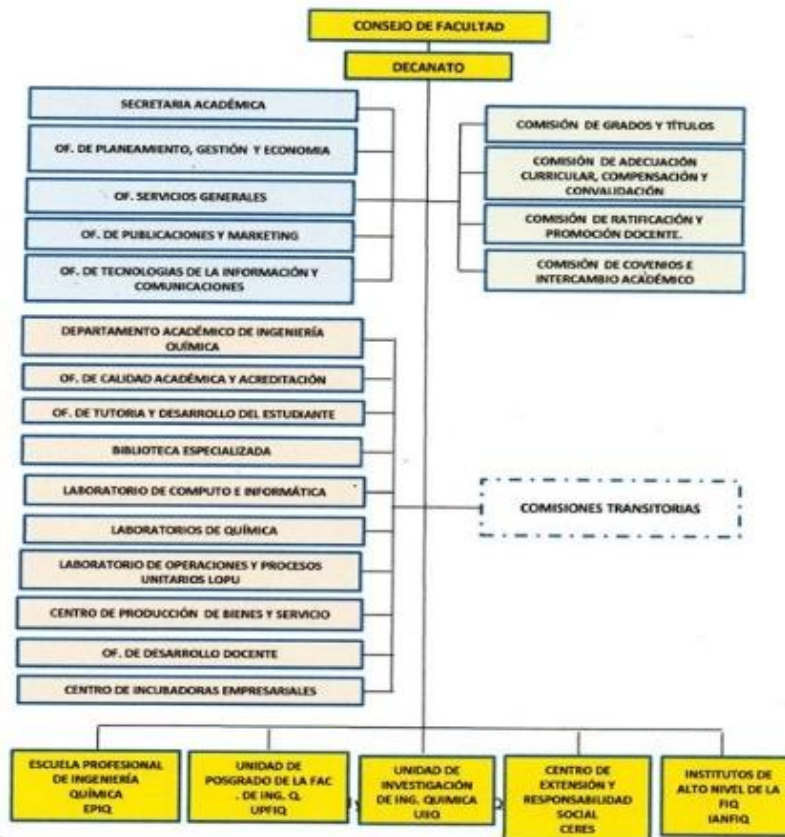 CONSEJO DE FACULTAD
DECANATO
SECRETARIA ACADÉMICA
OF. DE PLANEAMIENTO, GESTIÓN Y ECONOMIA
OF. SERVICIOS GENERALES
OF. DE PUBLICACIONES Y MARKETING
OF. DE TECNOLOGIAS DE LA INFORMACIÓN Y
COMUNICACIONES
COMISIÓN DE GRADOS Y TÍTULOS
COMISIÓN DE ADECUACIÓN
CURRICULAR, COMPENSACIÓN Y
CONVALIDACIÓN
COMISIÓN DE RATIFICACIÓN Y
PROMOCIÓN DOCENTE.
COMISIÓN DE COVENIOS E
INTERCAMBIO ACADÉMICO
DEPARTAMENTO ACADÉMICO DE INGENIERÍA
QUÍMICA
OF. DE CALIDAD ACADÉMICA Y ACREDITACIÓN
OF. DE TUTORIA Y DESARROLLO DEL ESTUDIANTE
BIBLIOTECA ESPECIALIZADA
LABORATORIO DE COMPUTO E INFORMÁTICA
LABORATORIOS DE QUÍMICA
LABORATORIO DE OPERACIONES Y PROCESOS
UNITARIOS LOPU
CENTRO DE PRODUCCIÓN DE BIENES Y SERVICIO
OF. DE DESARROLLO DOCENTE
CENTRO DE INCUBADORAS EMPRESARIALES
COMISIONES TRANSITORIAS
ESCUELA PROFESIONAL
DE INGENIERÍA
QUÍMICA
EPIQ
UNIDAD DE
POSGRADO DE LA FAC
. DE ING. Q.
UPFIQ
UNIDAD DE
INVESTIGACIÓN
DE ING. QUIMICA
UIIQ
CENTRO DE
EXTENSIÓN Y
RESPONSABILIDAD
SOCIAL
CERES
INSTITUTOS DE
ALTO NIVEL DE LA
FIQ
IANFIQ